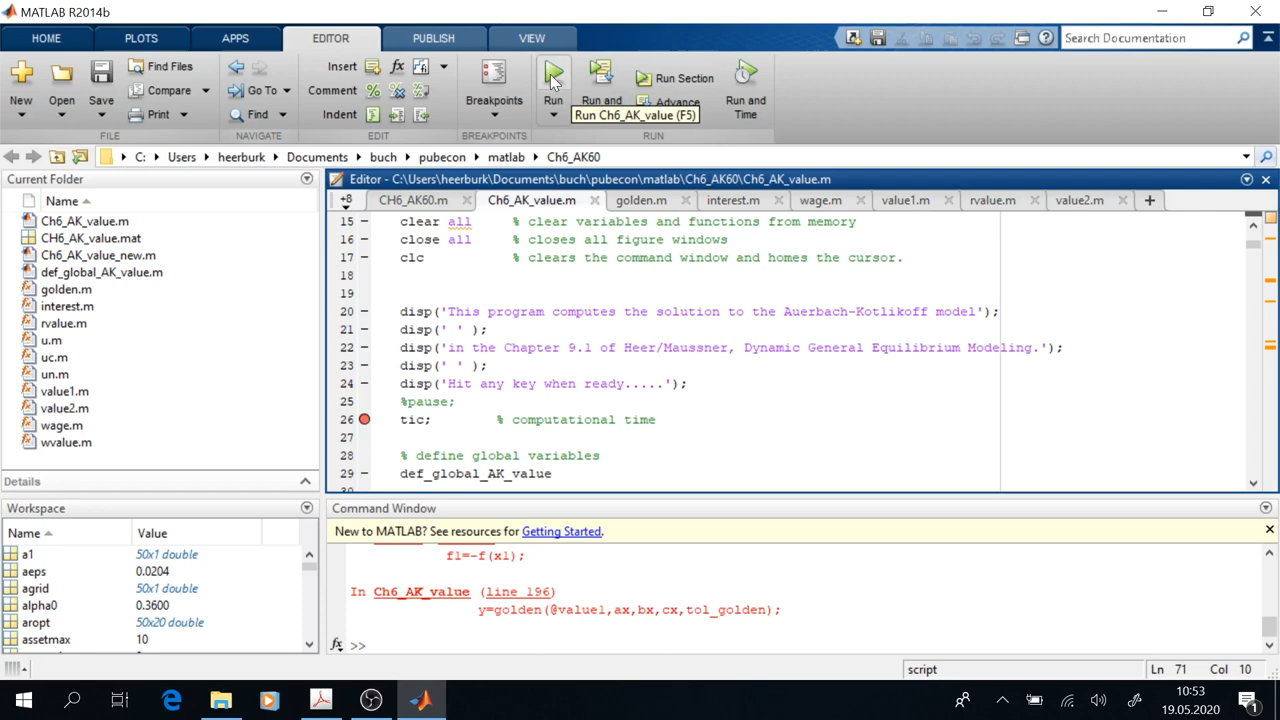 MATLAB R2014b
HOME PLOTS APPS EDITOR PUBLISH VIEW
Search Documentation
New Open Save
Find Files
Compare
Print
FILE
Go To
Find
NAVIGATE
Insert fx
Comment
Indent
EDIT
Breakpoints
BREAKPOINTS
Run
Run and
Run Section
Advance
Run and Time
RUN
Run Ch6_AK_value (F5)
C: Users heerburk Documents buch pubecon matlab Ch6_AK60
Current Folder
Name
Ch6_AK_value.m
CH6_AK_value.mat
Ch6_AK_value_new.m
def_global_AK_value.m
golden.m
interest.m
rvalue.m
u.m
uc.m
un.m
value1.m
value2.m
wage.m
wvalue.m
Details
Editor - C:\Users\heerburk\Documents\buch\pubecon\matlab\Ch6_AK60\Ch6_AK_value.m
+8 CH6_AK60.m Ch6_AK_value.m golden.m interest.m wage.m value1.m rvalue.m value2.m
15 – clear all % clear variables and functions from memory
16 – close all % closes all figure windows
17 – clc % clears the command window and homes the cursor.
18
19
20 – disp('This program computes the solution to the Auerbach-Kotlikoff model');
21 – disp(' ' );
22 – disp('in the Chapter 9.1 of Heer/Maussner, Dynamic General Equilibrium Modeling.');
23 – disp(' ' );
24 – disp('Hit any key when ready.....');
25 %pause;
26 – tic; % computational time
27
28 % define global variables
29 – def_global_AK_value
Workspace
Name Value
a1 50x1 double
aeps 0.0204
agrid 50x1 double
alpha0 0.3600
aropt 50x20 double
assetmax 10
Command Window
New to MATLAB? See resources for Getting Started.
f1=-f(x1);
In Ch6_AK_value (line 196)
y=golden(@value1,ax,bx,cx,tol_golden);
fx >>
script Ln 71 Col 10
10:53
19.05.2020
1